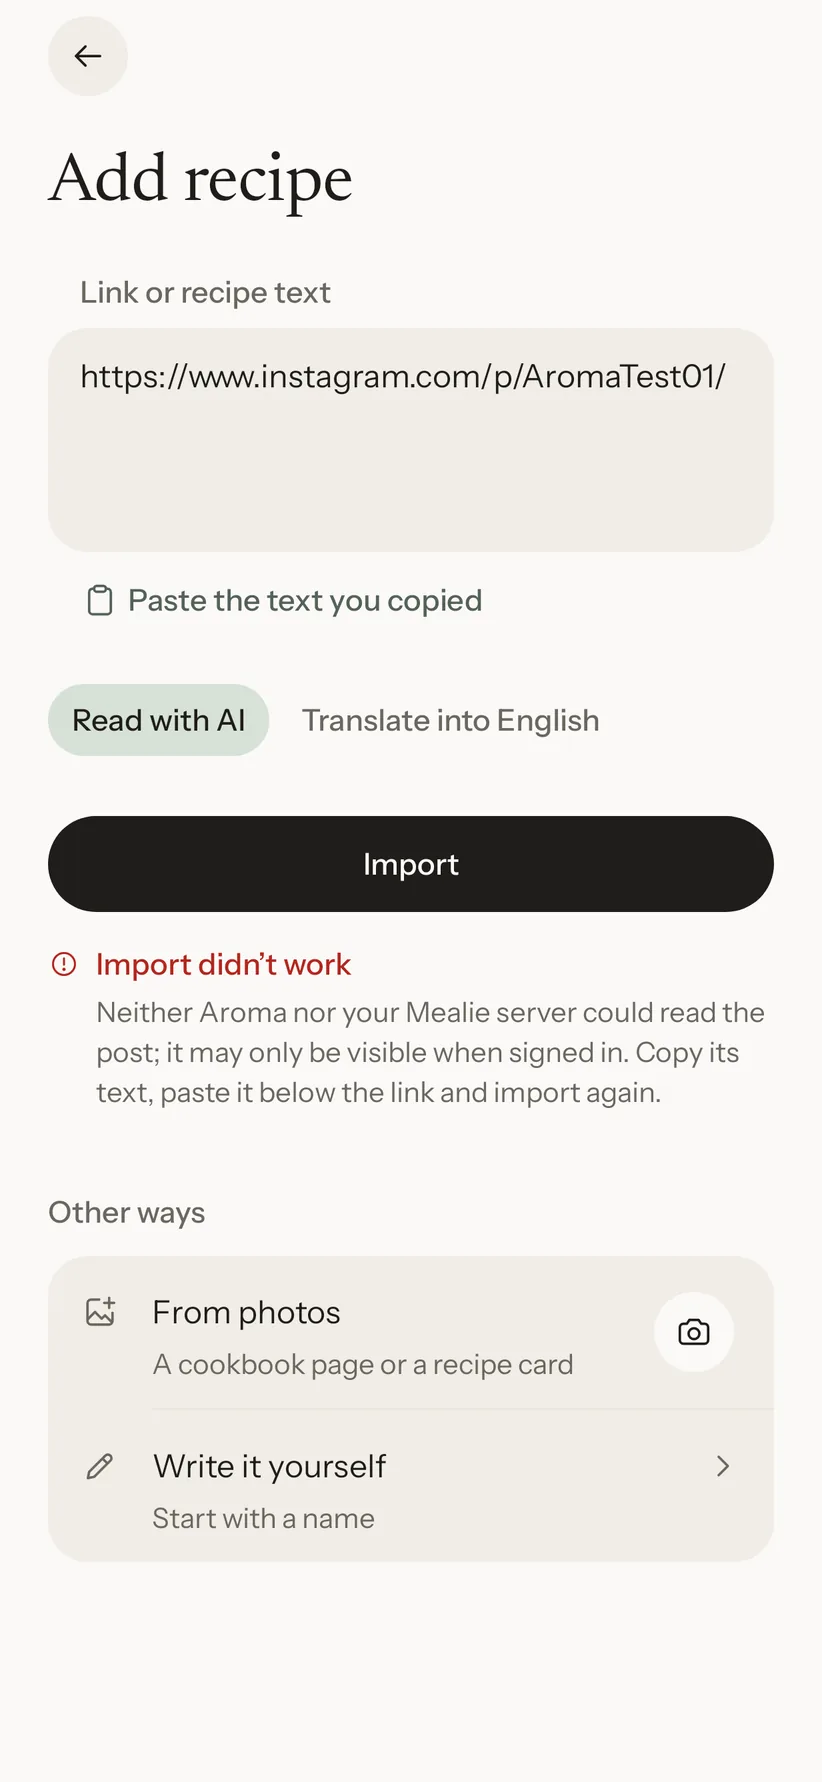 Add recipe
Link or recipe text
https://www.instagram.com/p/AromaTest01/
Paste the text you copied
Read with AI
Translate into English
Import
Import didn’t work
Neither Aroma nor your Mealie server could read the
post; it may only be visible when signed in. Copy its
text, paste it below the link and import again.
Other ways
From photos
A cookbook page or a recipe card
Write it yourself
Start with a name